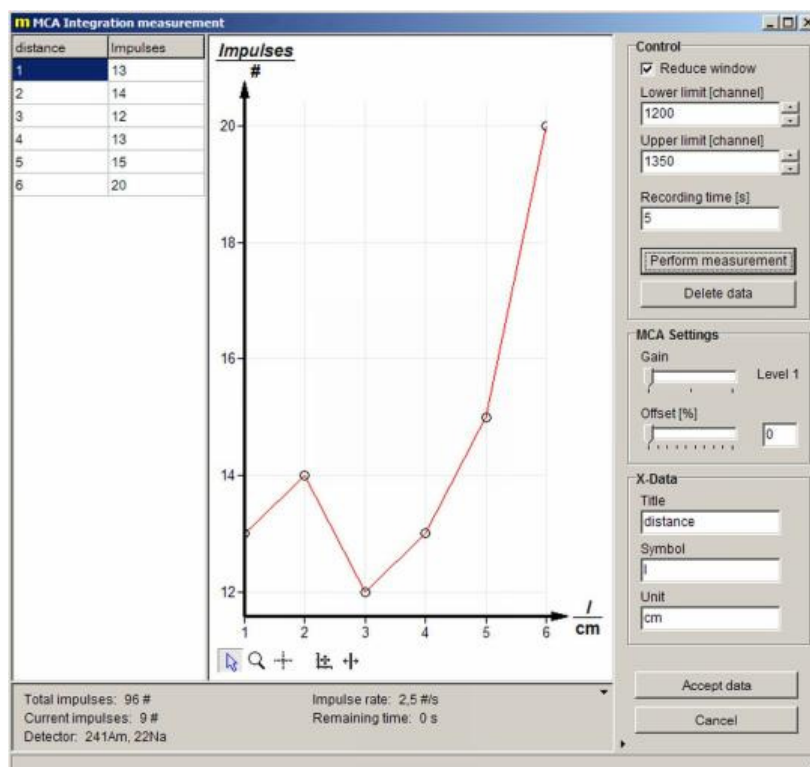 m MCA Integration measurement
distance Impulses
1 13
2 14
3 12
4 13
5 15
6 20
Impulses
#
20
18
16
14
12
1 2 3 4 5 6
l
cm
Control
Reduce window
Lower limit [channel]
1200
Upper limit [channel]
1350
Recording time [s]
5
Perform measurement
Delete data
MCA Settings
Gain
Level 1
Offset [%]
0
X-Data
Title
distance
Symbol
l
Unit
cm
Accept data
Cancel
Total impulses: 96 #
Current impulses: 9 #
Detector: 241Am, 22Na
Impulse rate: 2,5 #/s
Remaining time: 0 s